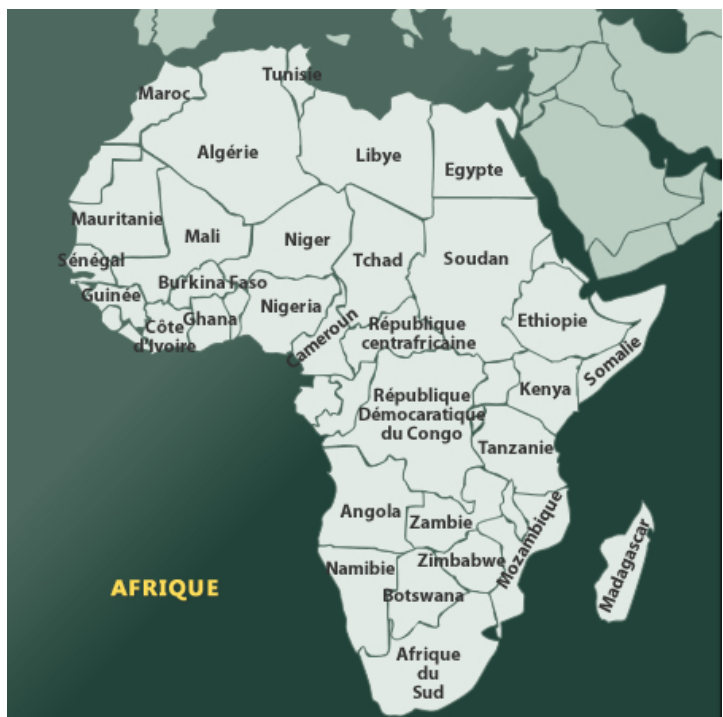 Tunisie
Maroc
Algérie
Libye
Egypte
Mauritanie
Mali
Niger
Tchad
Soudan
Sénégal
Burkina Faso
Guinée
Nigeria
Ghana
Côte
d'Ivoire
Cameroun
République
centrafricaine
Ethiopie
Somalie
Kenya
République
Démocaratique
du Congo
Tanzanie
Angola
Zambie
Mozambique
Madagascar
Zimbabwe
Namibie
Botswana
AFRIQUE
Afrique
du
Sud